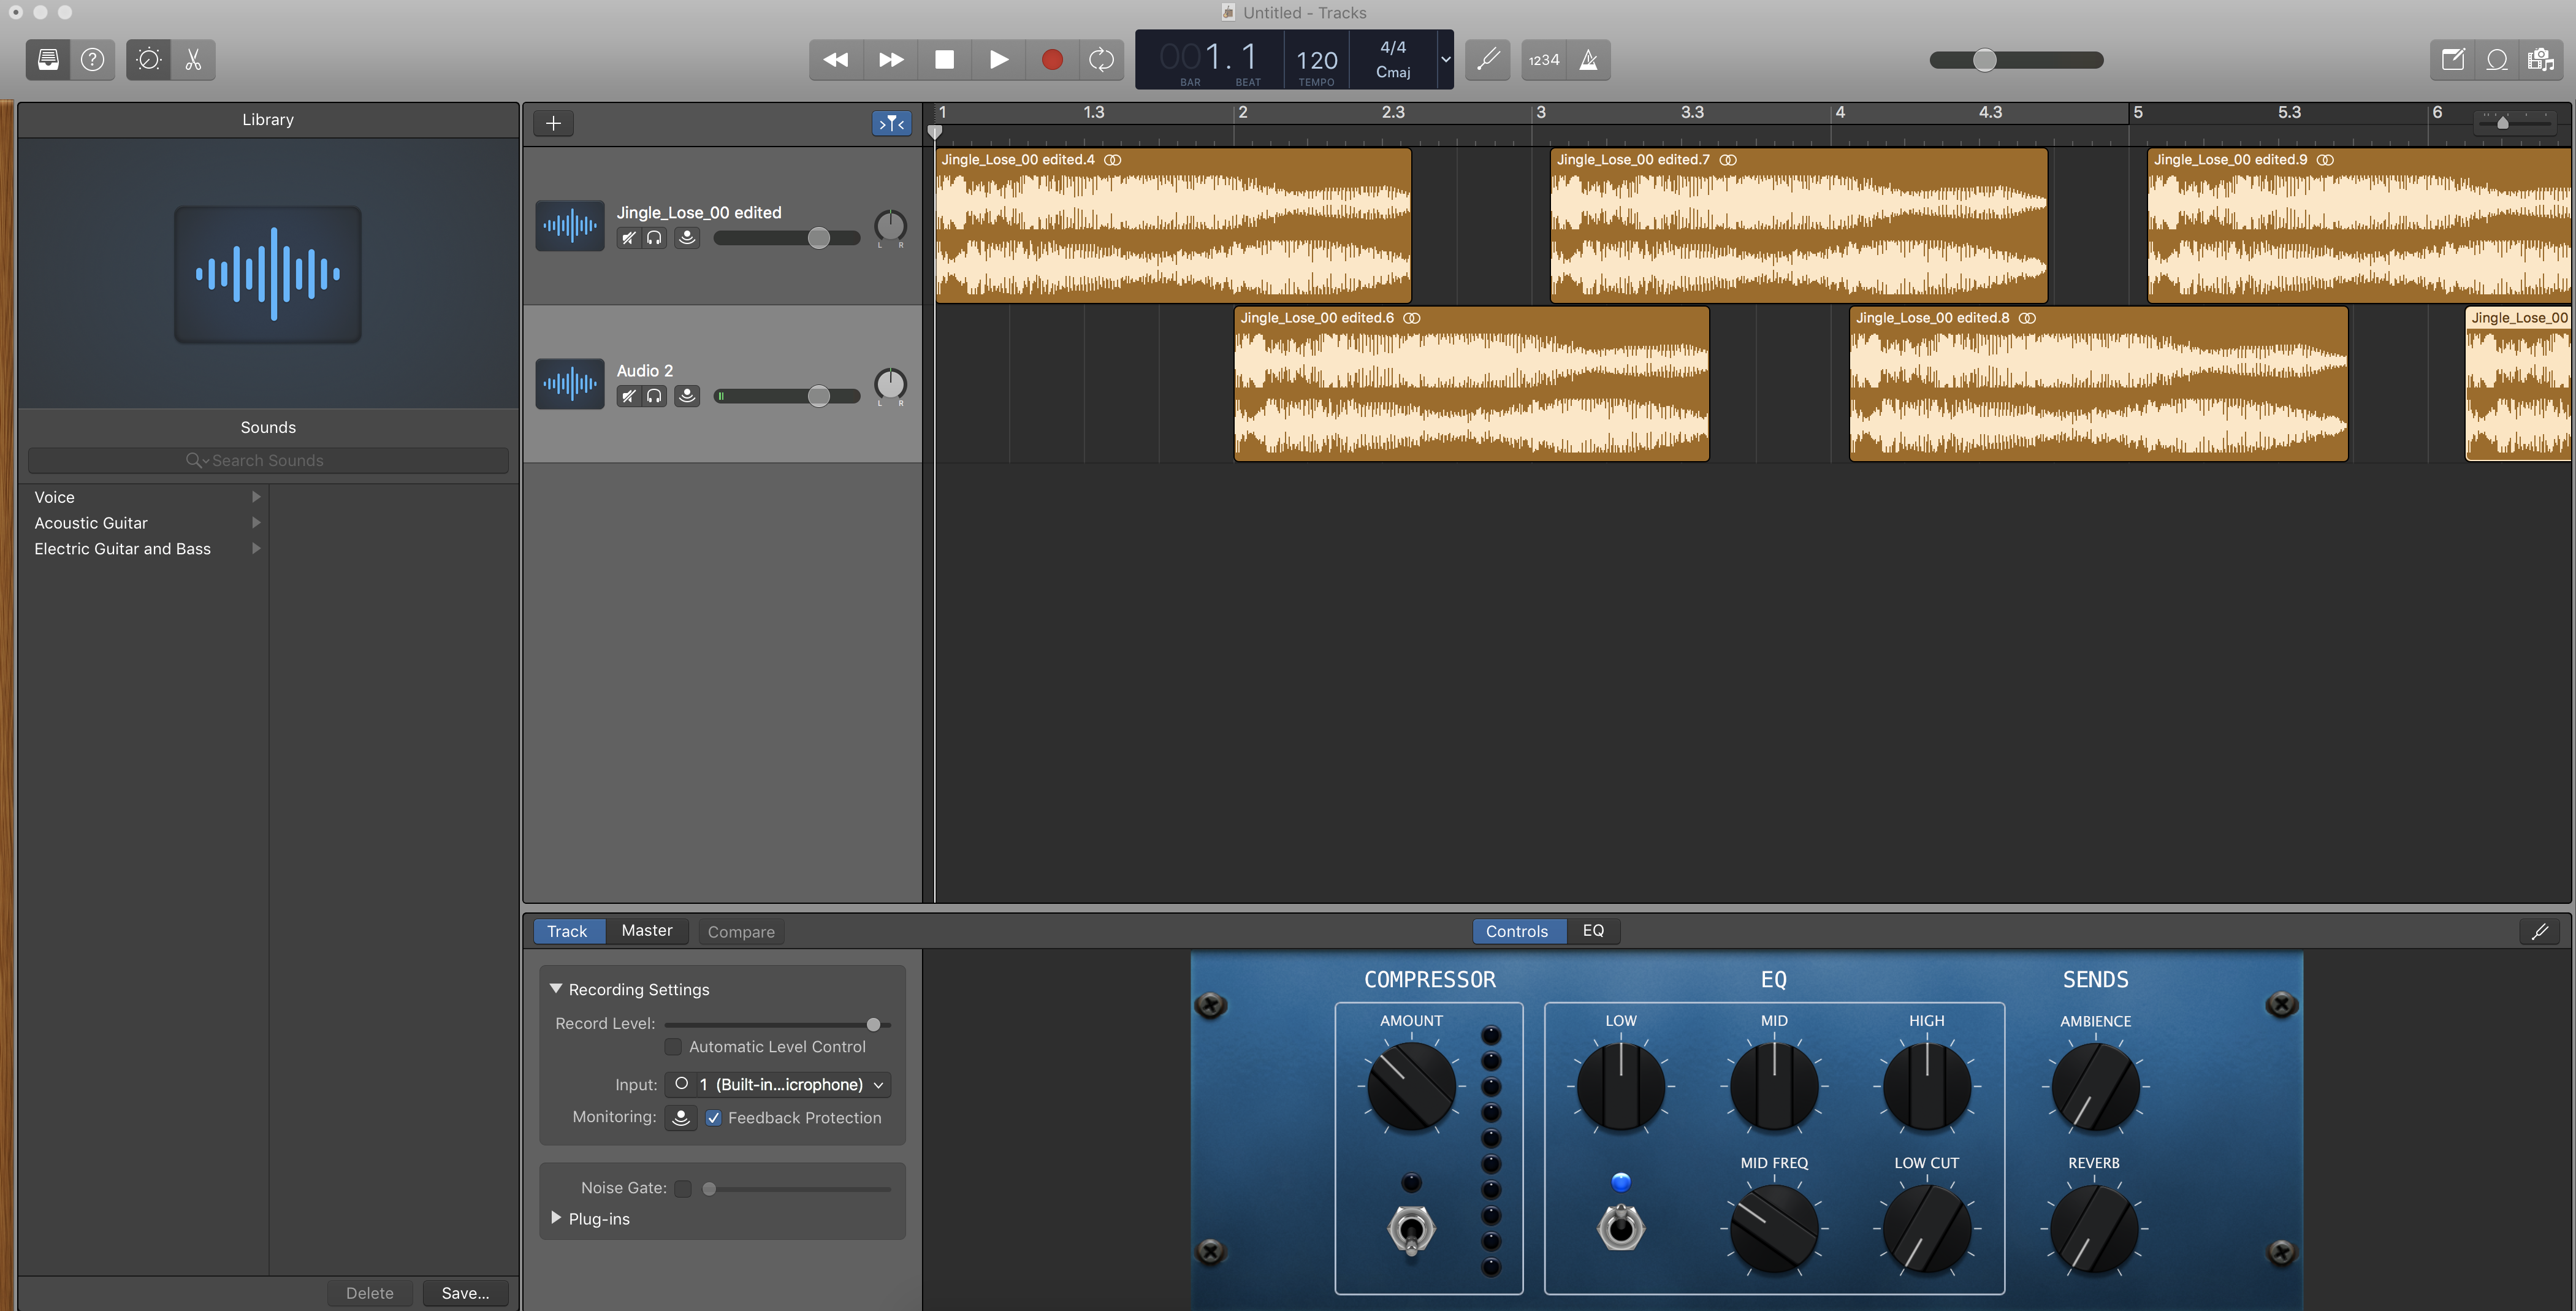 Untitled - Tracks
001. 1
BAR
BEAT
120
TEMPO
4/4
Cmaj
1234
Library
Sounds
Search Sounds
Voice
Acoustic Guitar
Electric Guitar and Bass
Delete
Save...
1
1.3
2
2.3
3
3.3
4
4.3
5
5.3
6
Jingle_Lose_00 edited
L R
Audio 2
L R
Jingle_Lose_00 edited.4
Jingle_Lose_00 edited.7
Jingle_Lose_00 edited.9
Jingle_Lose_00 edited.6
Jingle_Lose_00 edited.8
Jingle_Lose_00
Track
Master
Compare
Controls
EQ
Recording Settings
Record Level:
Automatic Level Control
Input:
1 (Built-in...icrophone)
Monitoring:
Feedback Protection
Noise Gate:
Plug-ins
COMPRESSOR
AMOUNT
EQ
LOW
MID
HIGH
MID FREQ
LOW CUT
SENDS
AMBIENCE
REVERB